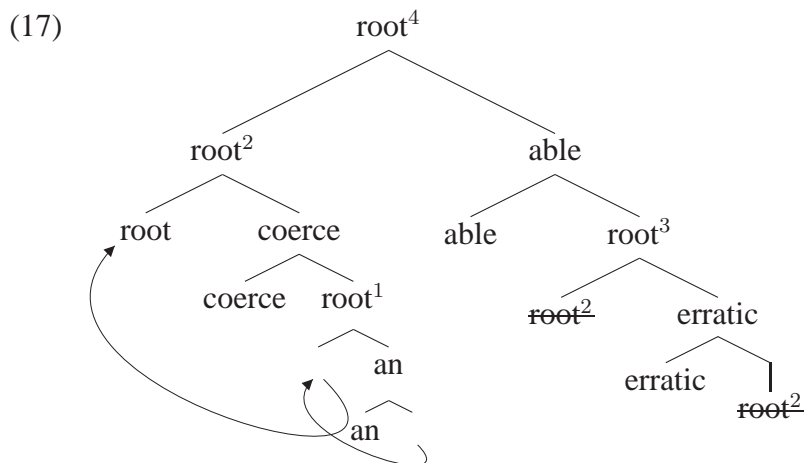 (17) root⁴
root² able
root coerce able root³
coerce root¹ ~~root²~~ erratic
an erratic ~~root²~~
an